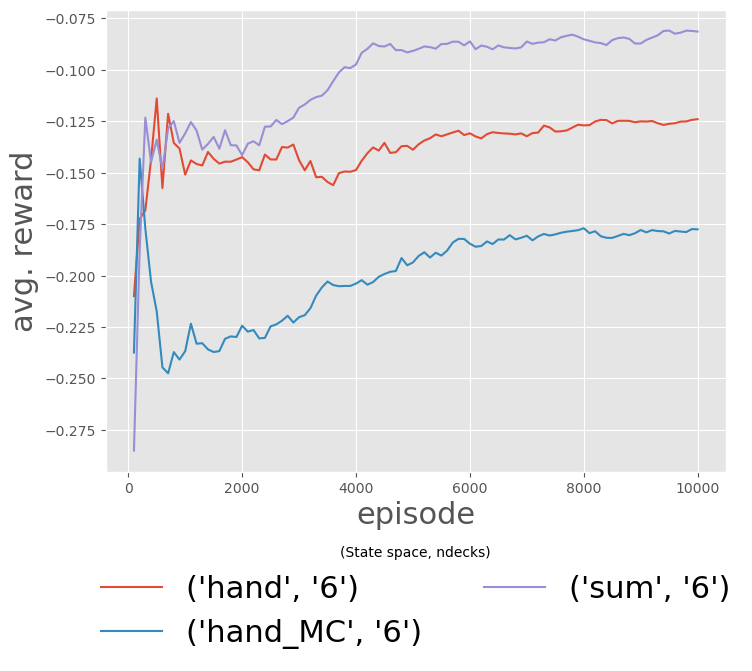 −0.075
−0.100
−0.125
−0.150
−0.175
−0.200
−0.225
−0.250
−0.275
avg. reward
0 2000 4000 6000 8000 10000
episode
(State space, ndecks)
('hand', '6') ('sum', '6')
('hand_MC', '6')